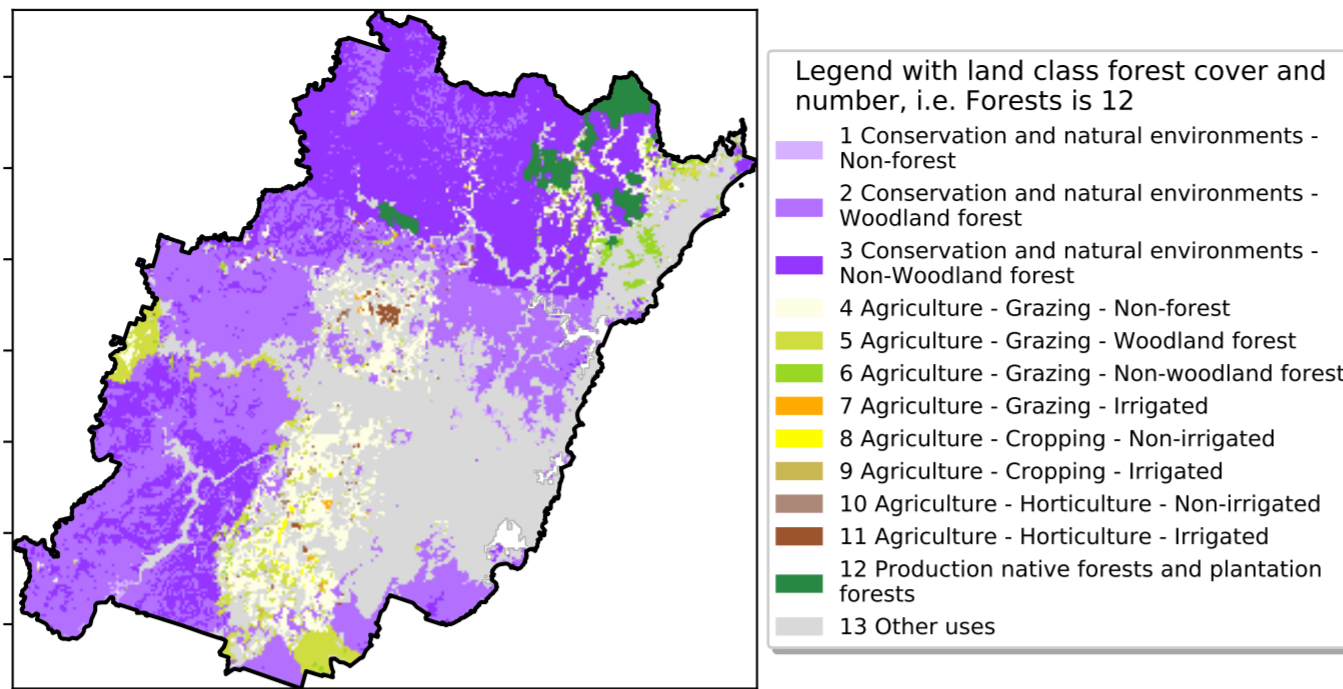 Legend with land class forest cover and
number, i.e. Forests is 12
1 Conservation and natural environments -
Non-forest
2 Conservation and natural environments -
Woodland forest
3 Conservation and natural environments -
Non-Woodland forest
4 Agriculture - Grazing - Non-forest
5 Agriculture - Grazing - Woodland forest
6 Agriculture - Grazing - Non-woodland forest
7 Agriculture - Grazing - Irrigated
8 Agriculture - Cropping - Non-irrigated
9 Agriculture - Cropping - Irrigated
10 Agriculture - Horticulture - Non-irrigated
11 Agriculture - Horticulture - Irrigated
12 Production native forests and plantation
forests
13 Other uses